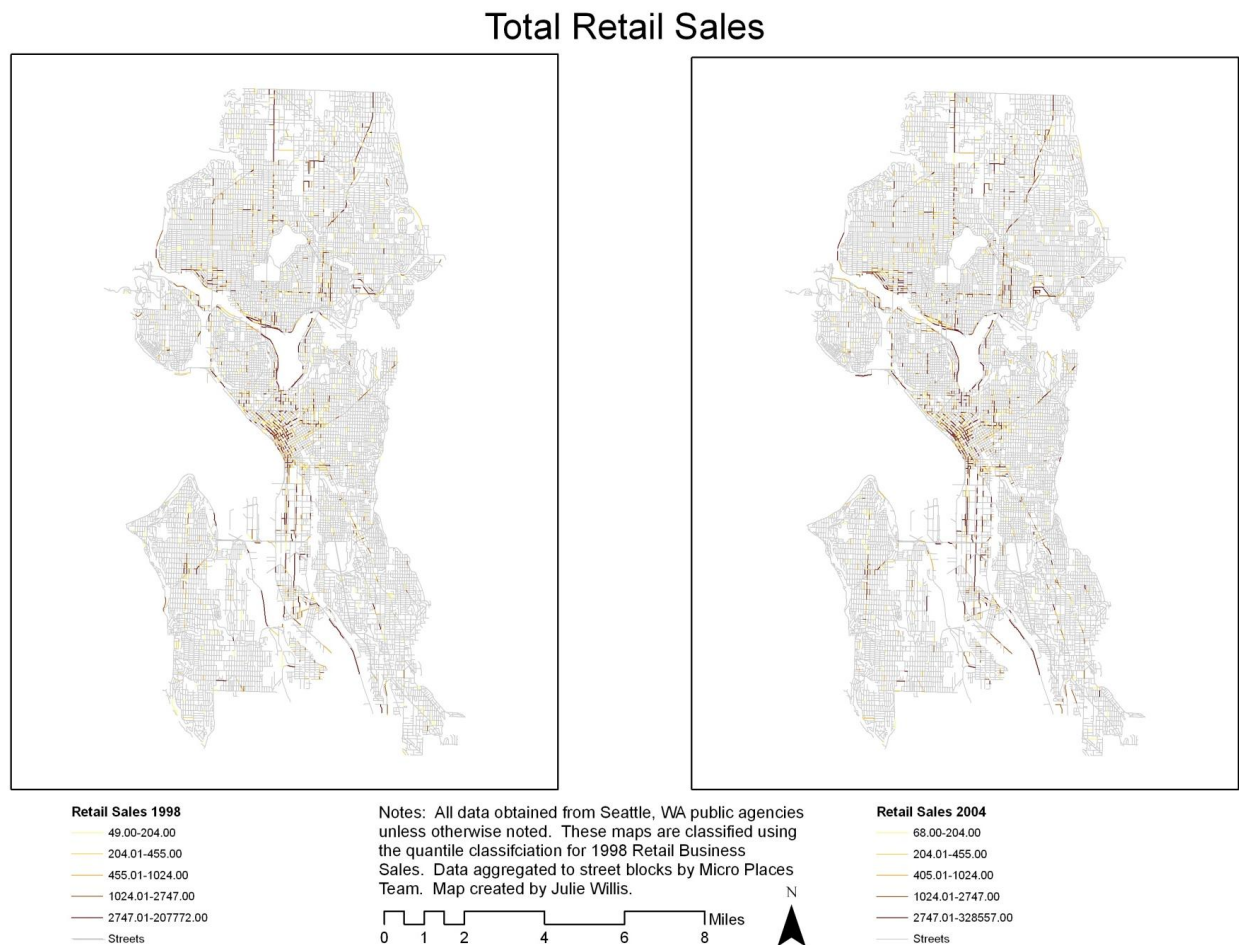 Total Retail Sales
Retail Sales 1998
49.00-204.00
204.01-455.00
455.01-1024.00
1024.01-2747.00
2747.01-207772.00
Streets
Notes: All data obtained from Seattle, WA public agencies
unless otherwise noted. These maps are classified using
the quantile classifciation for 1998 Retail Business
Sales. Data aggregated to street blocks by Micro Places
Team. Map created by Julie Willis.
N
Miles
0 1 2 4 6 8
Retail Sales 2004
68.00-204.00
204.01-455.00
405.01-1024.00
1024.01-2747.00
2747.01-328557.00
Streets